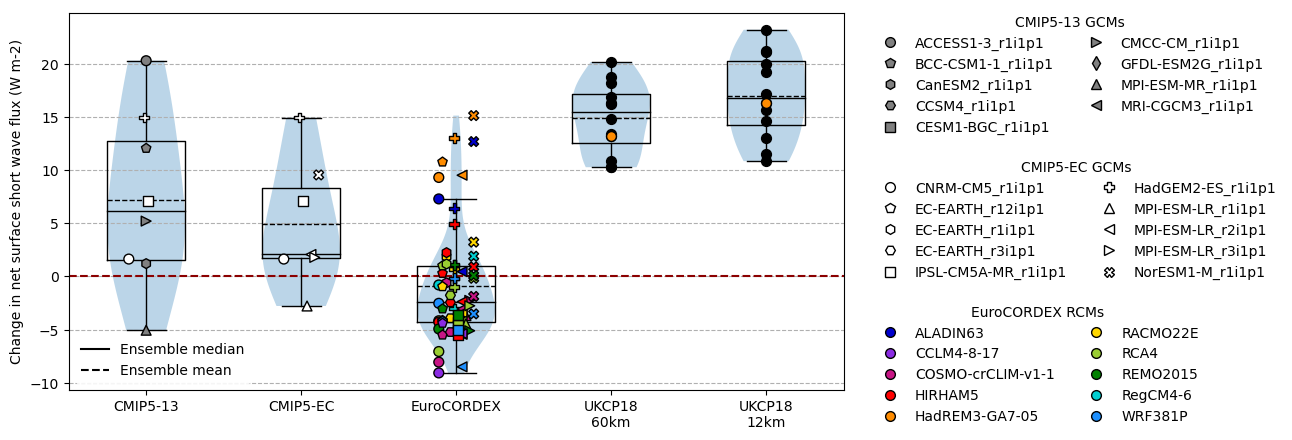 Change in net surface short wave flux (W m-2)
20
15
10
5
0
−5
−10
Ensemble median
Ensemble mean
CMIP5-13
CMIP5-EC
EuroCORDEX
UKCP18
60km
UKCP18
12km
CMIP5-13 GCMs
ACCESS1-3_r1i1p1
BCC-CSM1-1_r1i1p1
CanESM2_r1i1p1
CCSM4_r1i1p1
CESM1-BGC_r1i1p1
CMCC-CM_r1i1p1
GFDL-ESM2G_r1i1p1
MPI-ESM-MR_r1i1p1
MRI-CGCM3_r1i1p1
CMIP5-EC GCMs
CNRM-CM5_r1i1p1
EC-EARTH_r12i1p1
EC-EARTH_r1i1p1
EC-EARTH_r3i1p1
IPSL-CM5A-MR_r1i1p1
HadGEM2-ES_r1i1p1
MPI-ESM-LR_r1i1p1
MPI-ESM-LR_r2i1p1
MPI-ESM-LR_r3i1p1
NorESM1-M_r1i1p1
EuroCORDEX RCMs
ALADIN63
CCLM4-8-17
COSMO-crCLIM-v1-1
HIRHAM5
HadREM3-GA7-05
RACMO22E
RCA4
REMO2015
RegCM4-6
WRF381P